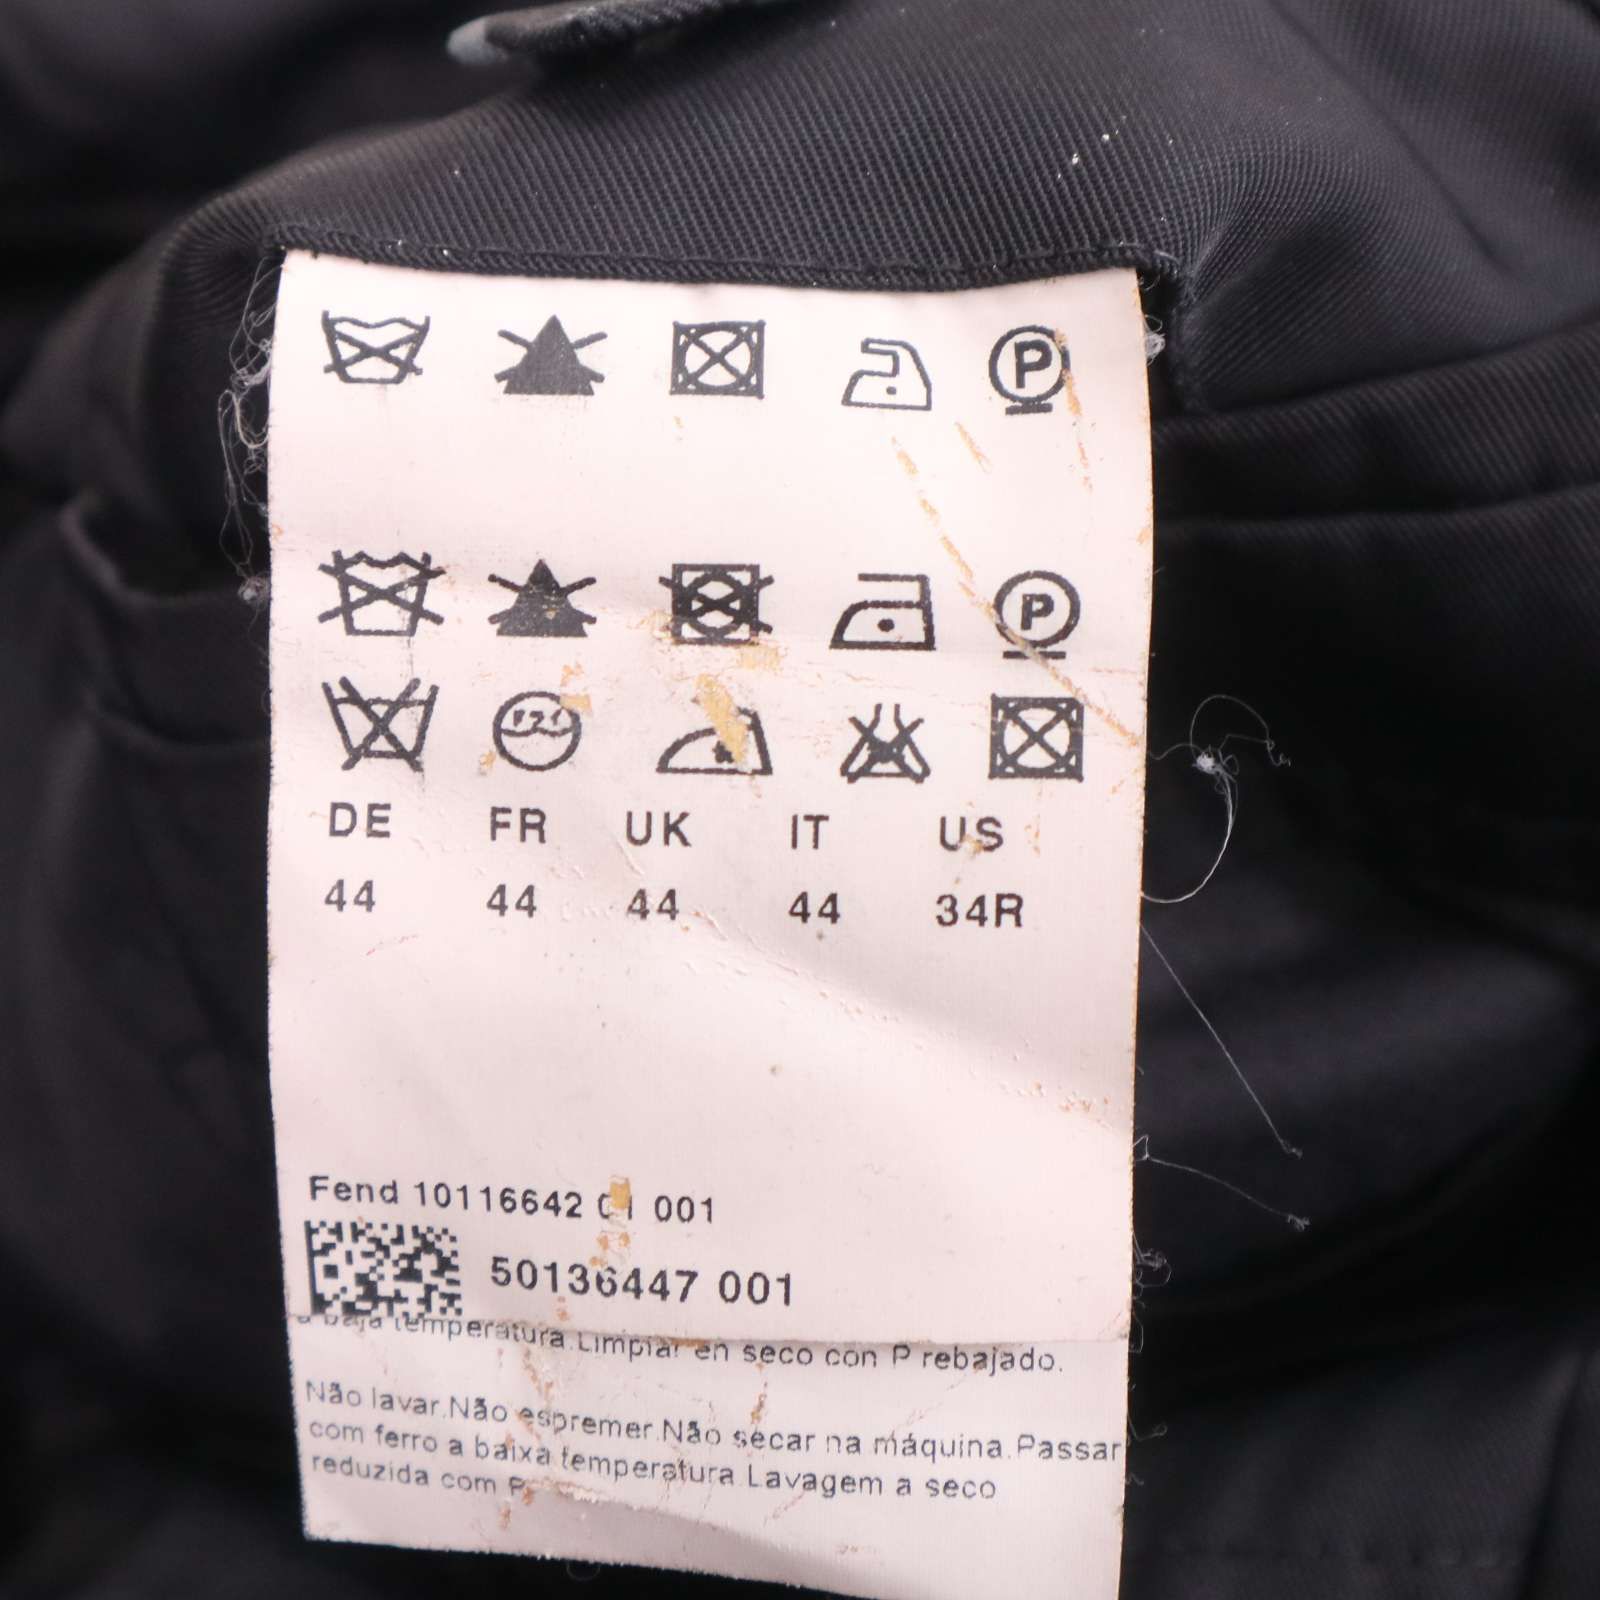 P
P
DE FR UK IT US
44 44 44 44 34R
Fend 10116642 01 001
50136447 001
baja temperatura.Limpiar en seco con P rebajado.
Não lavar.Não espremer.Não secar na máquina.Passar
com ferro a baixa temperatura.Lavagem a seco
reduzida com P